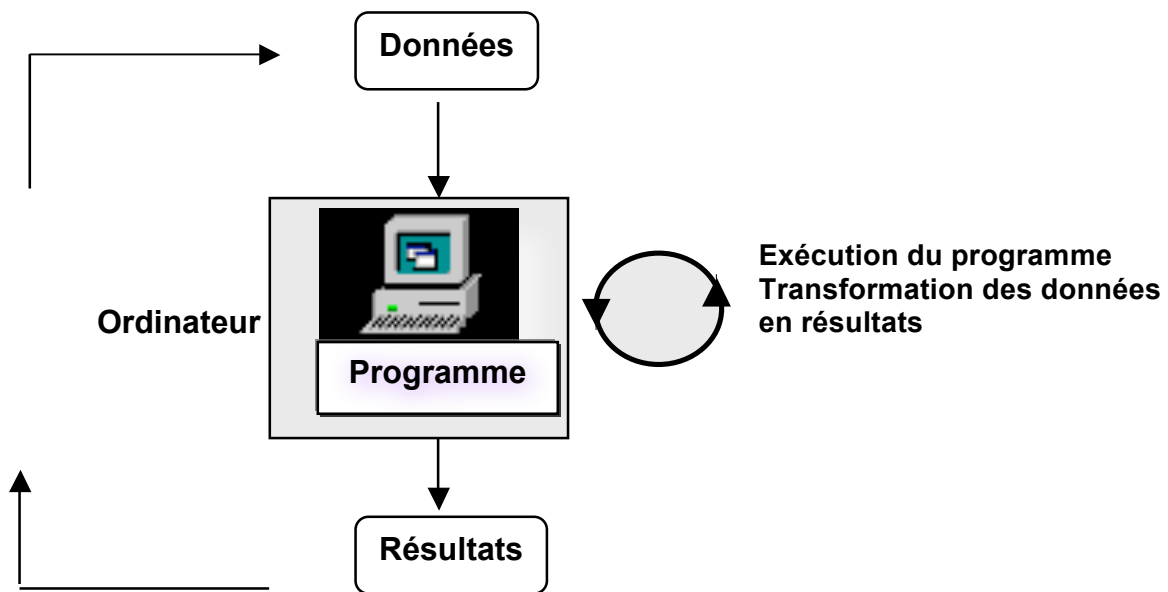 Données
Ordinateur
Programme
Exécution du programme
Transformation des données
en résultats
Résultats